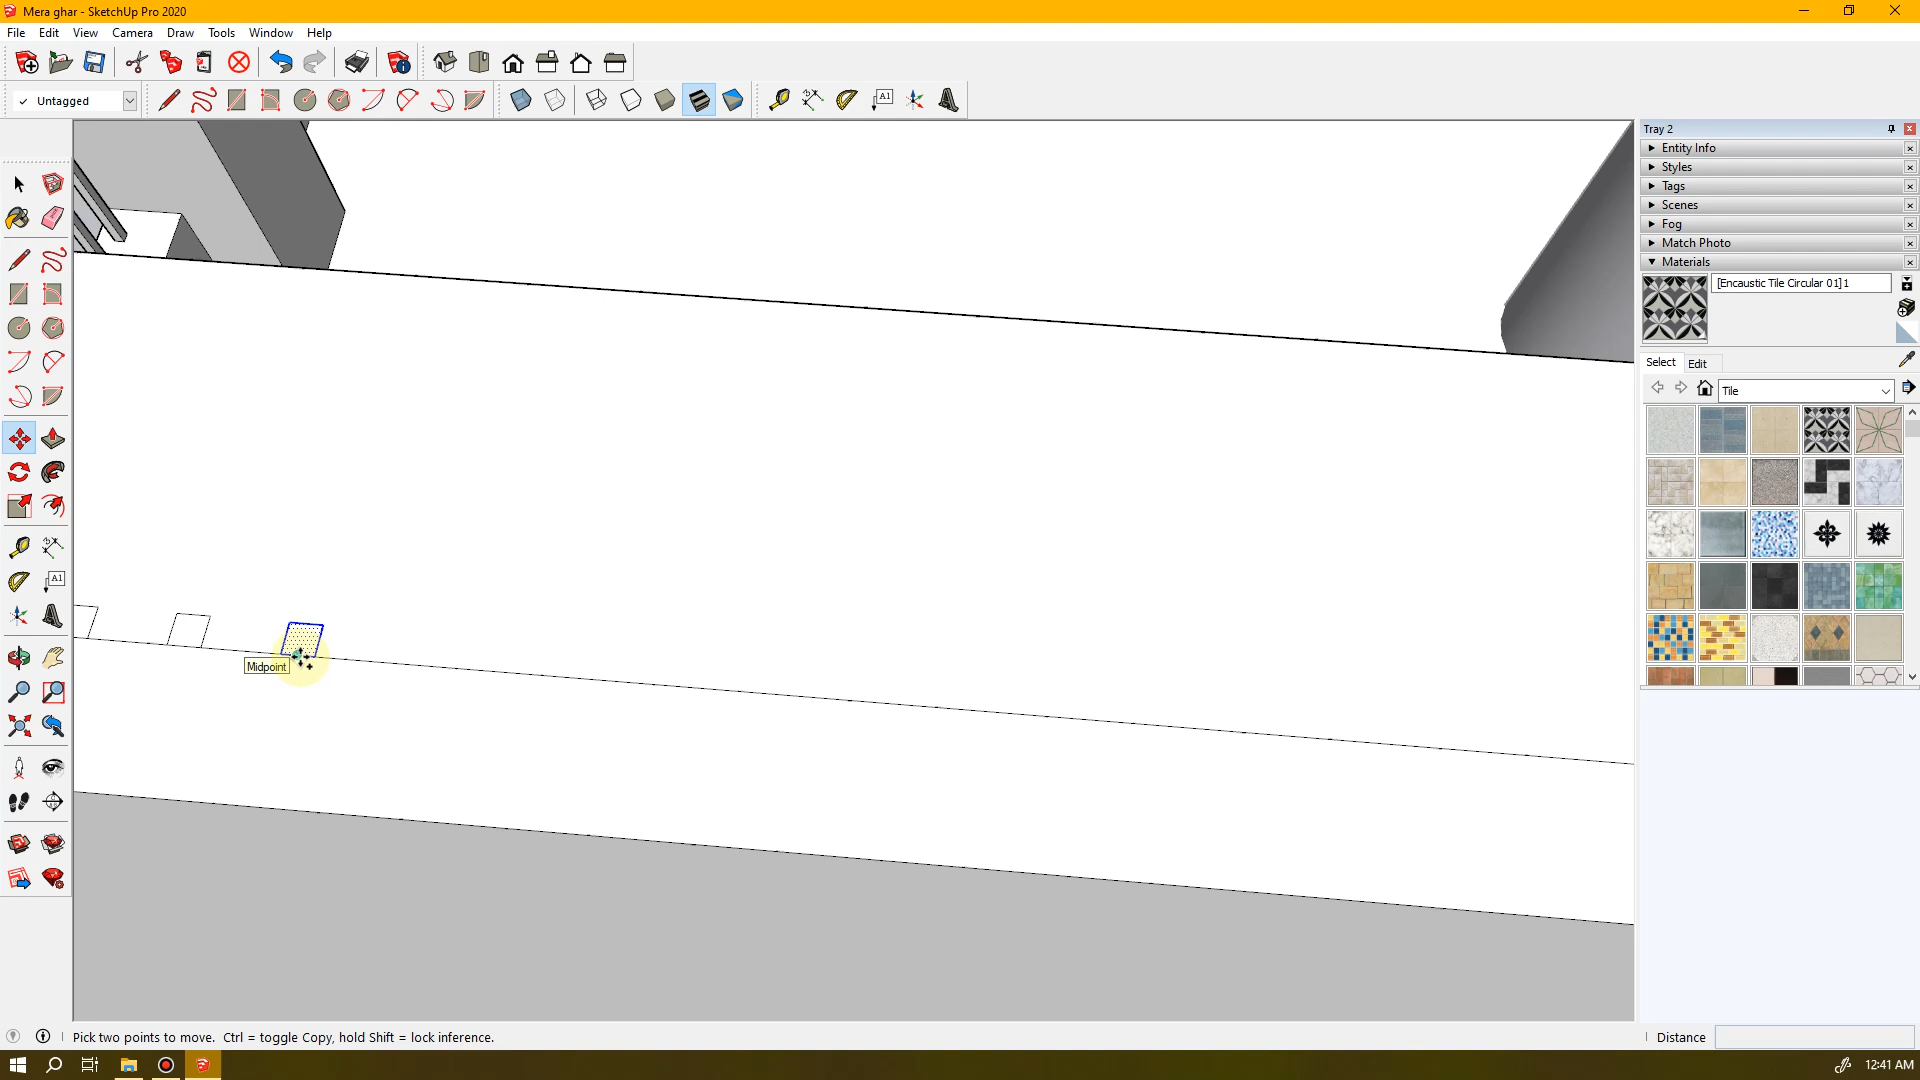 Mera ghar - SketchUp Pro 2020
File Edit View Camera Draw Tools Window Help
Untagged
A1
Tray 2
Entity Info
Styles
Tags
Scenes
Fog
Match Photo
Materials
[Encaustic Tile Circular 01]1
Select Edit
Tile
A1
Midpoint
Pick two points to move. Ctrl = toggle Copy, hold Shift = lock inference.
Distance
12:41 AM